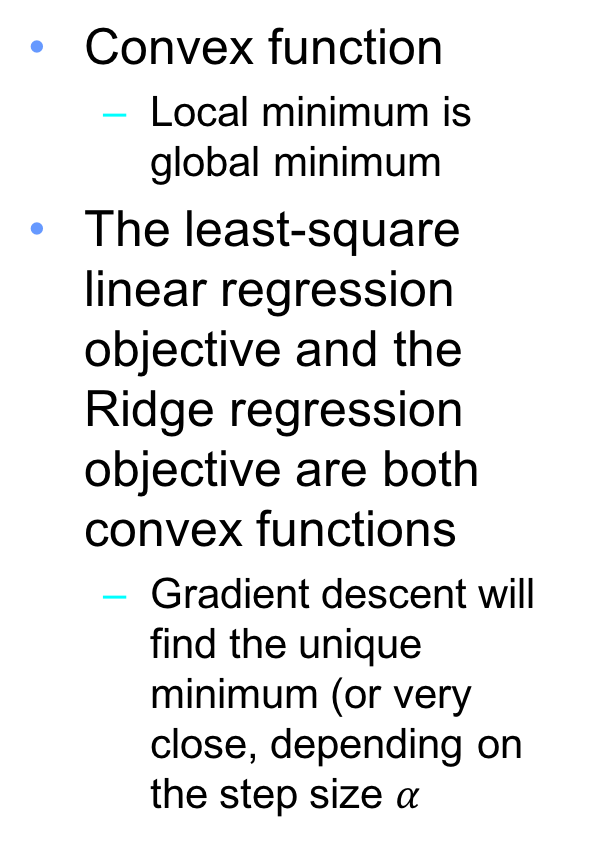 • Convex function
– Local minimum is
global minimum
• The least-square
linear regression
objective and the
Ridge regression
objective are both
convex functions
– Gradient descent will
find the unique
minimum (or very
close, depending on
the step size α